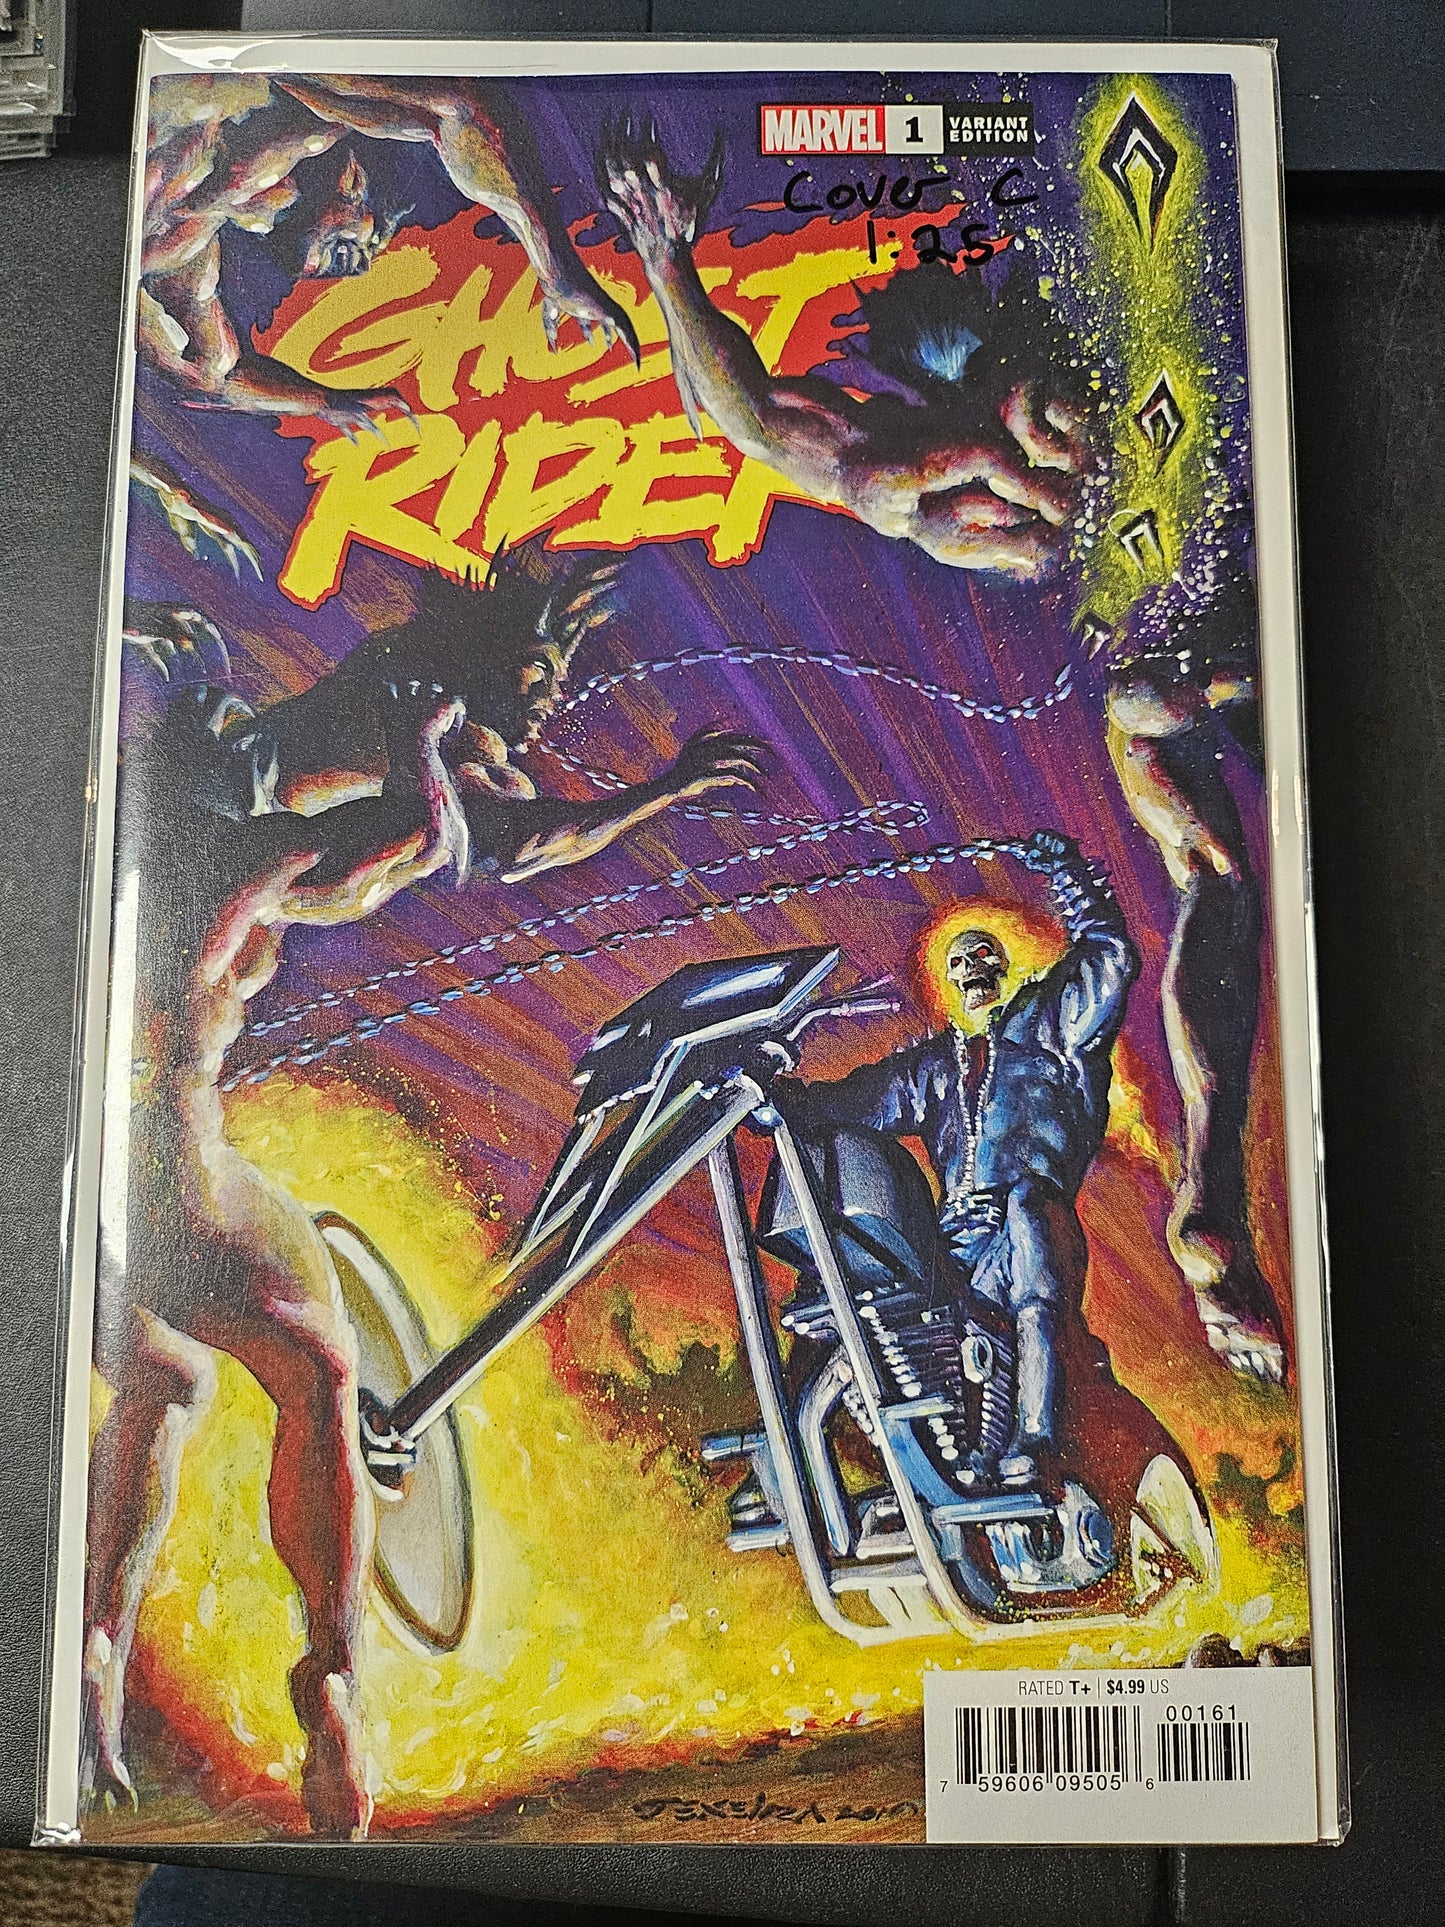 MARVEL 1 VARIANT EDITION
Cover C
1:25
GHOST
RIDER
RATED T+ | $4.99 US
00161
7 59606 09505 6
TEXEIRA 2019